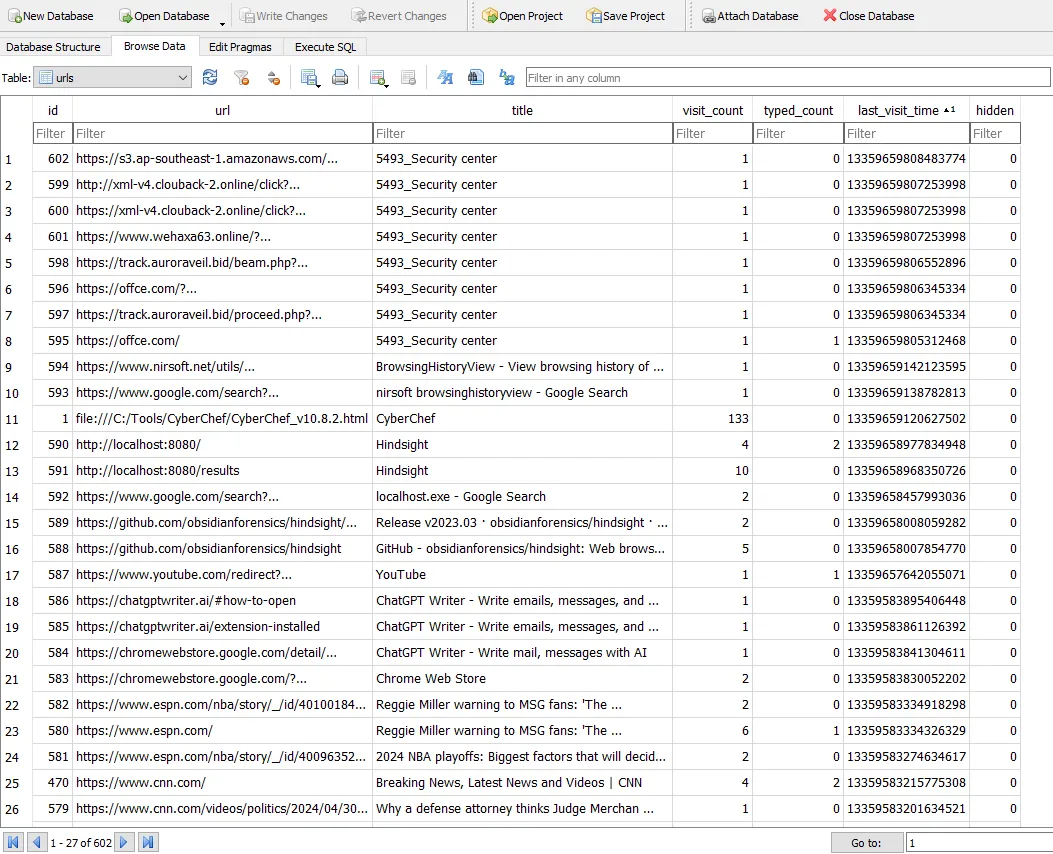 New Database Open Database Write Changes Revert Changes Open Project Save Project Attach Database Close Database
Database Structure Browse Data Edit Pragmas Execute SQL
Table: urls Filter in any column
id url title visit_count typed_count last_visit_time 1 hidden
Filter Filter Filter Filter Filter Filter Filter
1 602 https://s3.ap-southeast-1.amazonaws.com/... 5493_Security center 1 0 13359659808483774 0
2 599 http://xml-v4.clouback-2.online/click?... 5493_Security center 1 0 13359659807253998 0
3 600 https://xml-v4.clouback-2.online/click?... 5493_Security center 1 0 13359659807253998 0
4 601 https://www.wehaxa63.online/?... 5493_Security center 1 0 13359659807253998 0
5 598 https://track.auroraveil.bid/beam.php?... 5493_Security center 1 0 13359659806552896 0
6 596 https://offce.com/?... 5493_Security center 1 0 13359659806345334 0
7 597 https://track.auroraveil.bid/proceed.php?... 5493_Security center 1 0 13359659806345334 0
8 595 https://offce.com/ 5493_Security center 1 1 13359659805312468 0
9 594 https://www.nirsoft.net/utils/... BrowsingHistoryView - View browsing history of ... 1 0 13359659142123595 0
10 593 https://www.google.com/search?... nirsoft browsinghistoryview - Google Search 1 0 13359659138782813 0
11 1 file:///C:/Tools/CyberChef/CyberChef_v10.8.2.html CyberChef 133 0 13359659120627502 0
12 590 http://localhost:8080/ Hindsight 4 2 13359658977834948 0
13 591 http://localhost:8080/results Hindsight 10 0 13359658968350726 0
14 592 https://www.google.com/search?... localhost.exe - Google Search 2 0 13359658457993036 0
15 589 https://github.com/obsidianforensics/hindsight/... Release v2023.03 · obsidianforensics/hindsight · ... 2 0 13359658008059282 0
16 588 https://github.com/obsidianforensics/hindsight GitHub - obsidianforensics/hindsight: Web brows... 5 0 13359658007854770 0
17 587 https://www.youtube.com/redirect?... YouTube 1 1 13359657642055071 0
18 586 https://chatgptwriter.ai/#how-to-open ChatGPT Writer - Write emails, messages, and ... 1 0 13359583895406448 0
19 585 https://chatgptwriter.ai/extension-installed ChatGPT Writer - Write emails, messages, and ... 1 0 13359583861126392 0
20 584 https://chromewebstore.google.com/detail/... ChatGPT Writer - Write mail, messages with AI 1 0 13359583841304611 0
21 583 https://chromewebstore.google.com/?... Chrome Web Store 2 0 13359583830052202 0
22 582 https://www.espn.com/nba/story/_/id/40100184... Reggie Miller warning to MSG fans: 'The ... 2 0 13359583334918298 0
23 580 https://www.espn.com/ Reggie Miller warning to MSG fans: 'The ... 6 1 13359583334326329 0
24 581 https://www.espn.com/nba/story/_/id/40096352... 2024 NBA playoffs: Biggest factors that will decid... 2 0 13359583274634617 0
25 470 https://www.cnn.com/ Breaking News, Latest News and Videos | CNN 4 2 13359583215775308 0
26 579 https://www.cnn.com/videos/politics/2024/04/30... Why a defense attorney thinks Judge Merchan ... 1 0 13359583201634521 0
1 - 27 of 602 Go to: 1